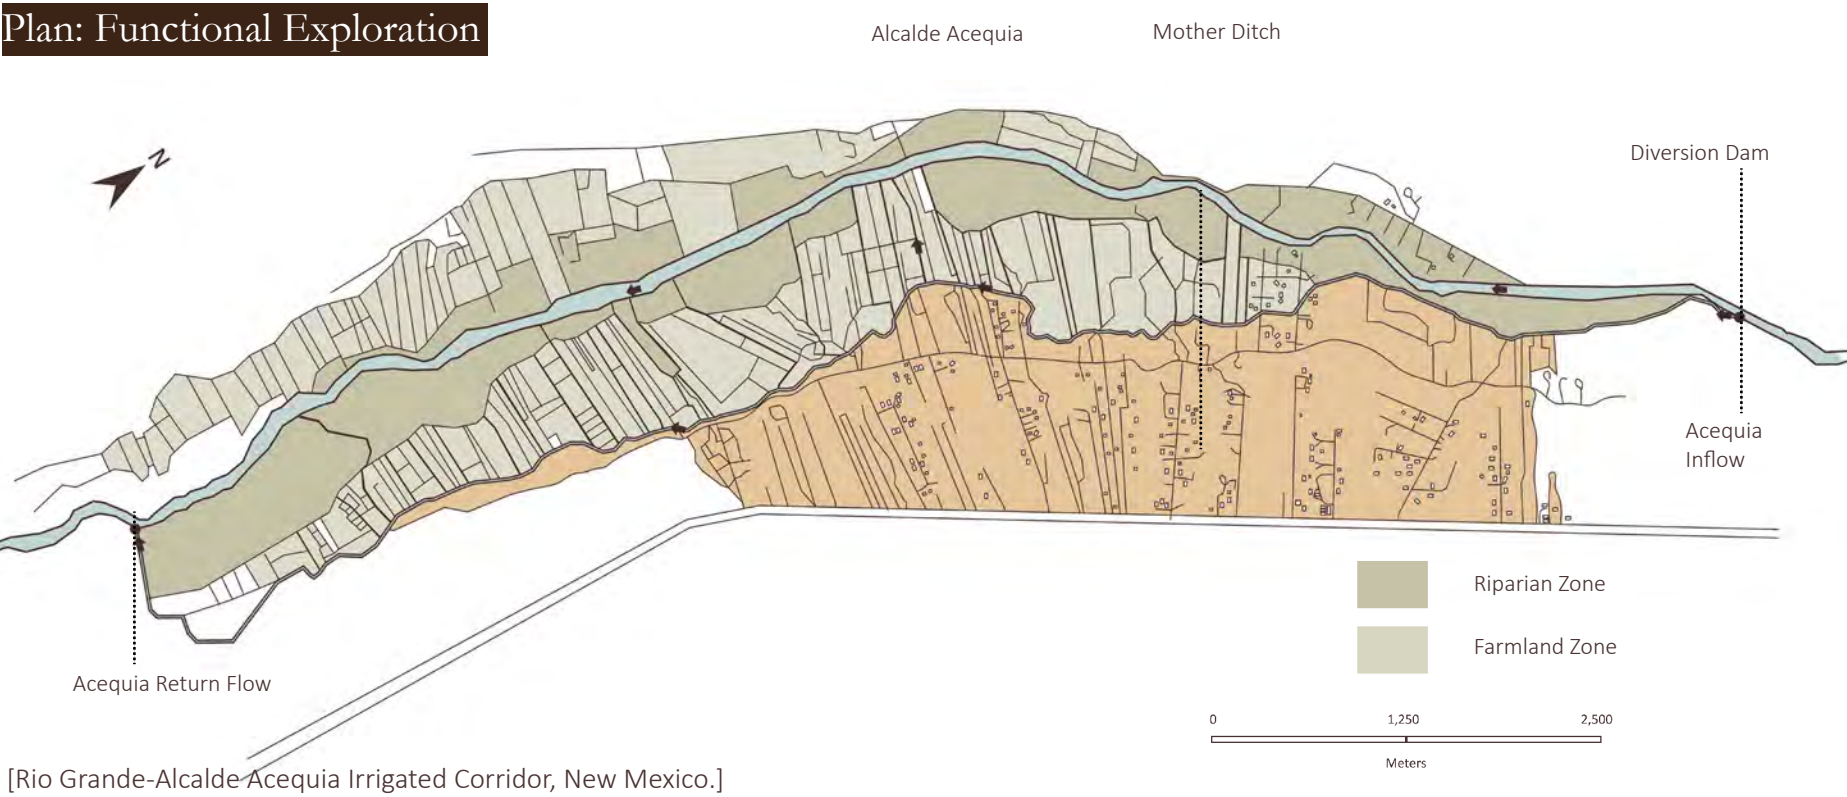 Plan: Functional Exploration
Alcalde Acequia
Mother Ditch
N
Diversion Dam
Acequia
Inflow
Riparian Zone
Farmland Zone
Acequia Return Flow
0 1,250 2,500
Meters
[Rio Grande-Alcalde Acequia Irrigated Corridor, New Mexico.]